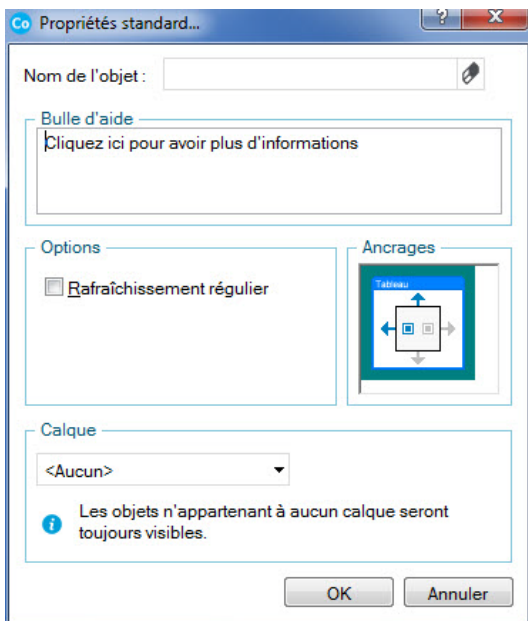 Co Propriétés standard...
?
Nom de l'objet :
Bulle d'aide
Cliquez ici pour avoir plus d'informations
Options
Rafraîchissement régulier
Ancrages
Tableau
Calque
<Aucun>
i
Les objets n'appartenant à aucun calque seront
toujours visibles.
OK
Annuler